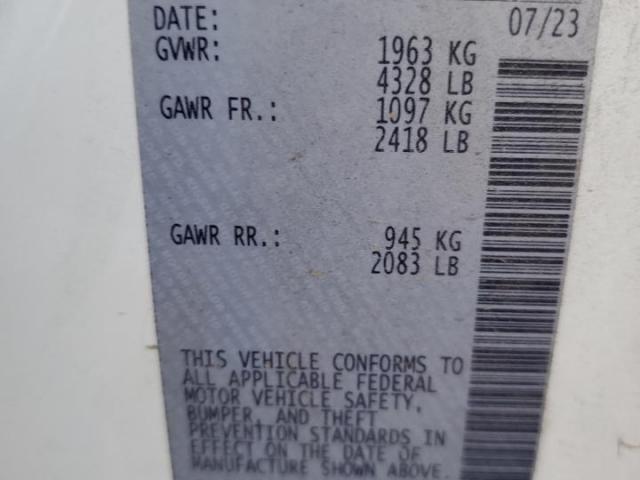 DATE: 07/23
GVWR: 1963 KG
4328 LB
GAWR FR.: 1097 KG
2418 LB
GAWR RR.: 945 KG
2083 LB
THIS VEHICLE CONFORMS TO
ALL APPLICABLE FEDERAL
MOTOR VEHICLE SAFETY,
BUMPER, AND THEFT
PREVENTION STANDARDS IN
EFFECT ON THE DATE OF
MANUFACTURE SHOWN ABOVE.